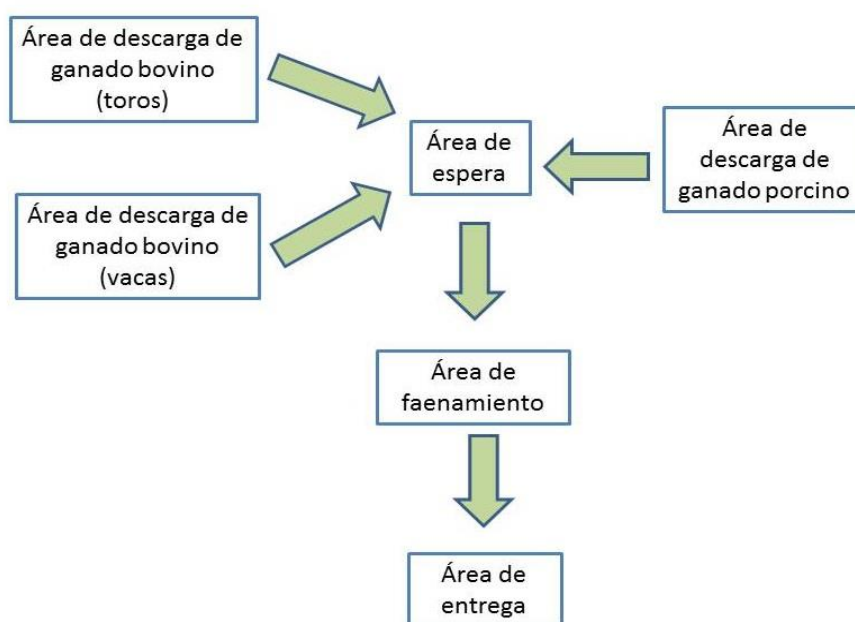 Área de descarga de
ganado bovino
(toros)
Área de
espera
Área de
descarga de
ganado porcino
Área de descarga de
ganado bovino
(vacas)
Área de
faenamiento
Área de
entrega